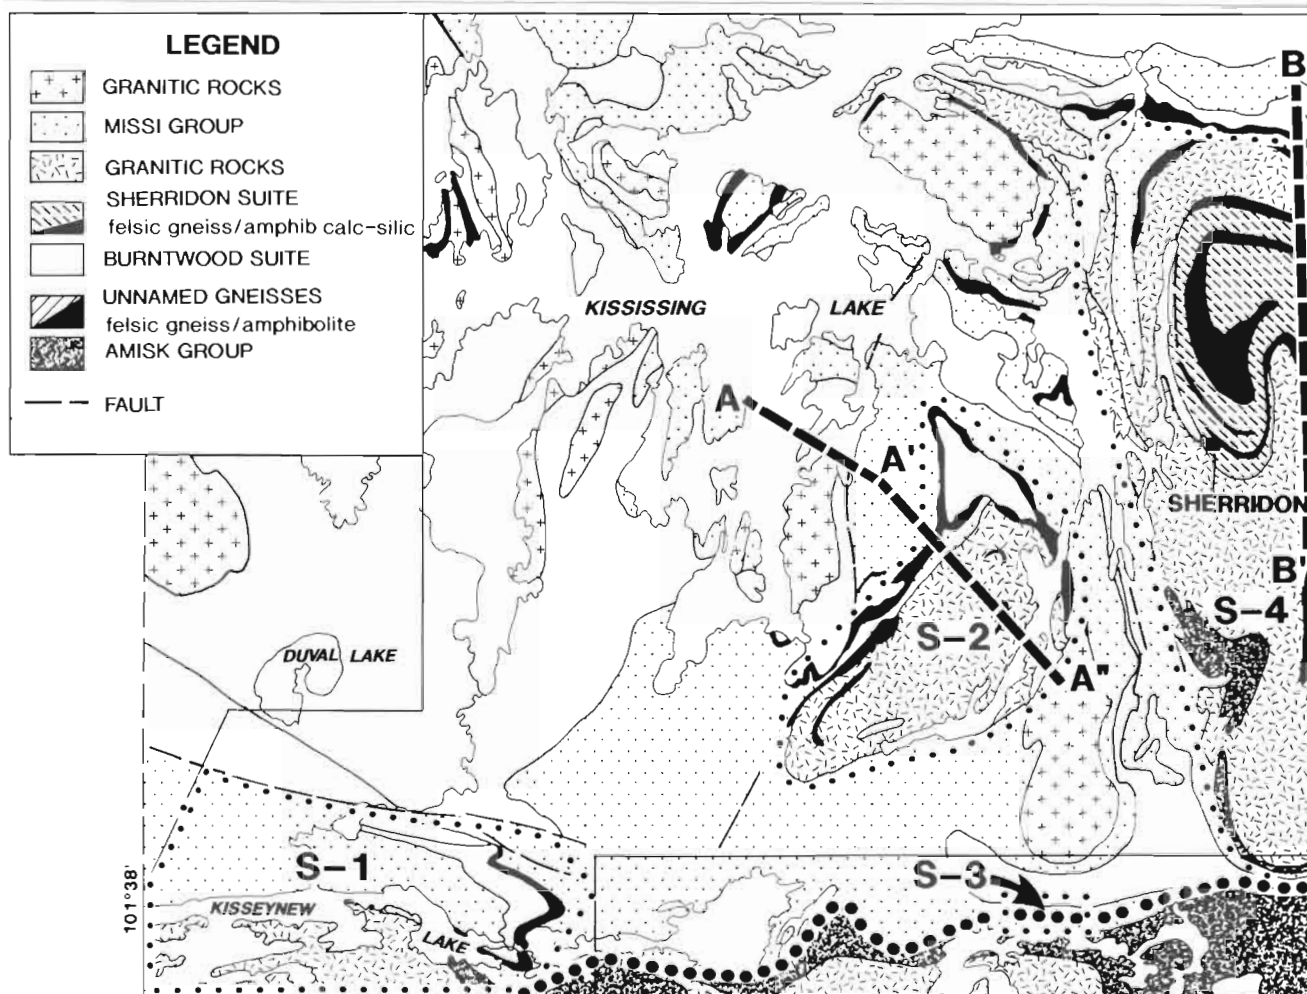 LEGEND
GRANITIC ROCKS
MISSI GROUP
GRANITIC ROCKS
SHERRIDON SUITE
felsic gneiss/amphib calc-silic
BURNTWOOD SUITE
UNNAMED GNEISSES
felsic gneiss/amphibolite
AMISK GROUP
FAULT
B
KISSISSING LAKE
A
A'
SHERRIDON
B'
S-4
S-2
DUVAL LAKE
A"
S-1
S-3
101°38'
KISSEYNEW
LAKE